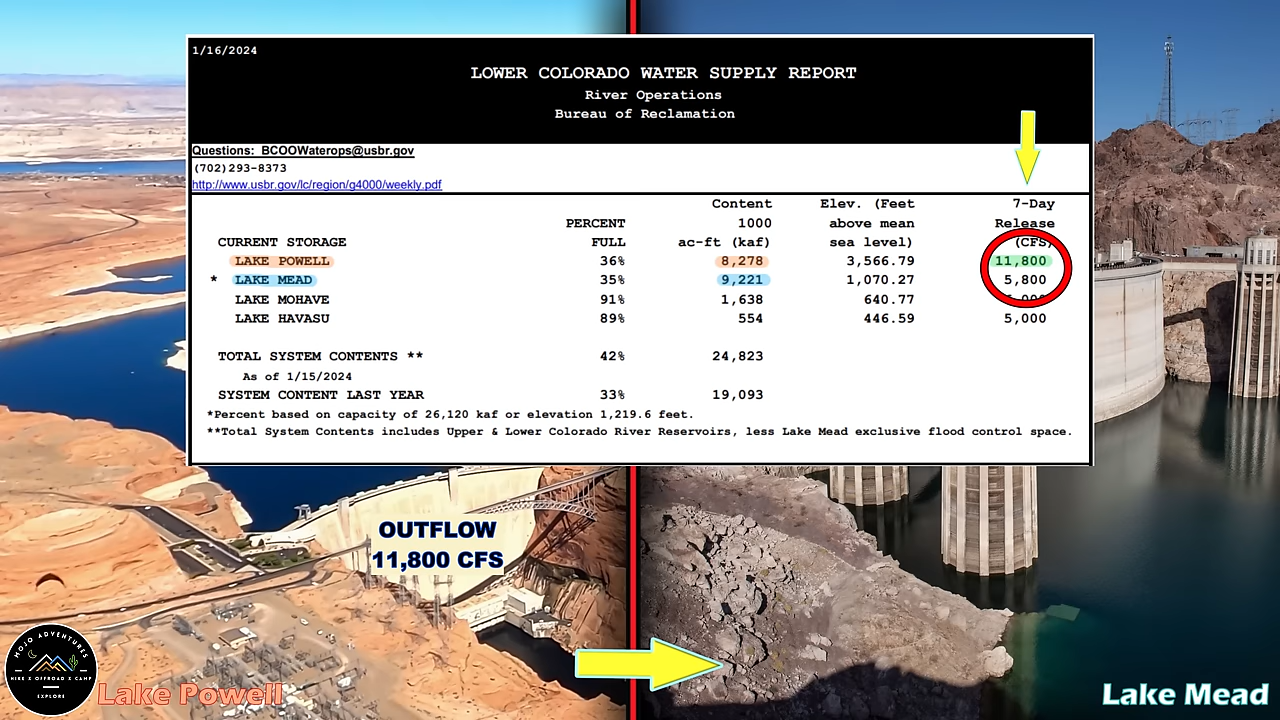 1/16/2024
LOWER COLORADO WATER SUPPLY REPORT
River Operations
Bureau of Reclamation
Questions: BCOOWaterops@usbr.gov
(702)293-8373
http://www.usbr.gov/lc/region/g4000/weekly.pdf
Content Elev. (Feet 7-Day
PERCENT 1000 above mean Release
CURRENT STORAGE FULL ac-ft (kaf) sea level) (CFS)
LAKE POWELL 36% 8,278 3,566.79 11,800
* LAKE MEAD 35% 9,221 1,070.27 5,800
LAKE MOHAVE 91% 1,638 640.77
LAKE HAVASU 89% 554 446.59 5,000
TOTAL SYSTEM CONTENTS ** 42% 24,823
As of 1/15/2024
SYSTEM CONTENT LAST YEAR 33% 19,093
*Percent based on capacity of 26,120 kaf or elevation 1,219.6 feet.
**Total System Contents includes Upper & Lower Colorado River Reservoirs, less Lake Mead exclusive flood control space.
OUTFLOW
11,800 CFS
MOJO ADVENTURES
HIKE X OFFROAD X CAMP
EXPLORE
Lake Powell
Lake Mead